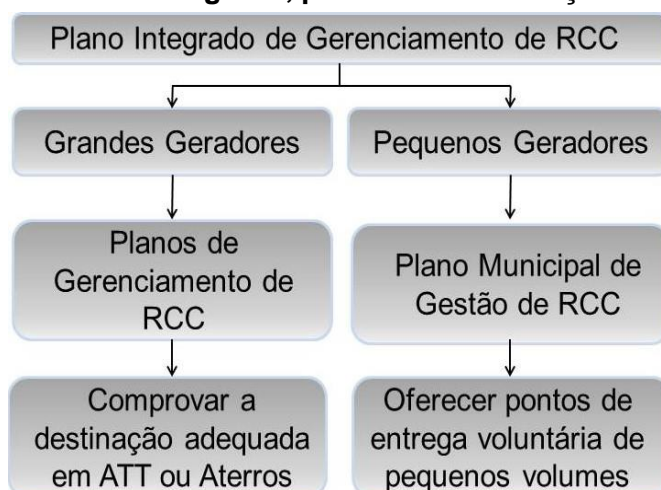 Plano Integrado de Gerenciamento de RCC
Grandes Geradores
Pequenos Geradores
Planos de
Gerenciamento de
RCC
Plano Municipal de
Gestão de RCC
Comprovar a
destinação adequada
em ATT ou Aterros
Oferecer pontos de
entrega voluntária de
pequenos volumes